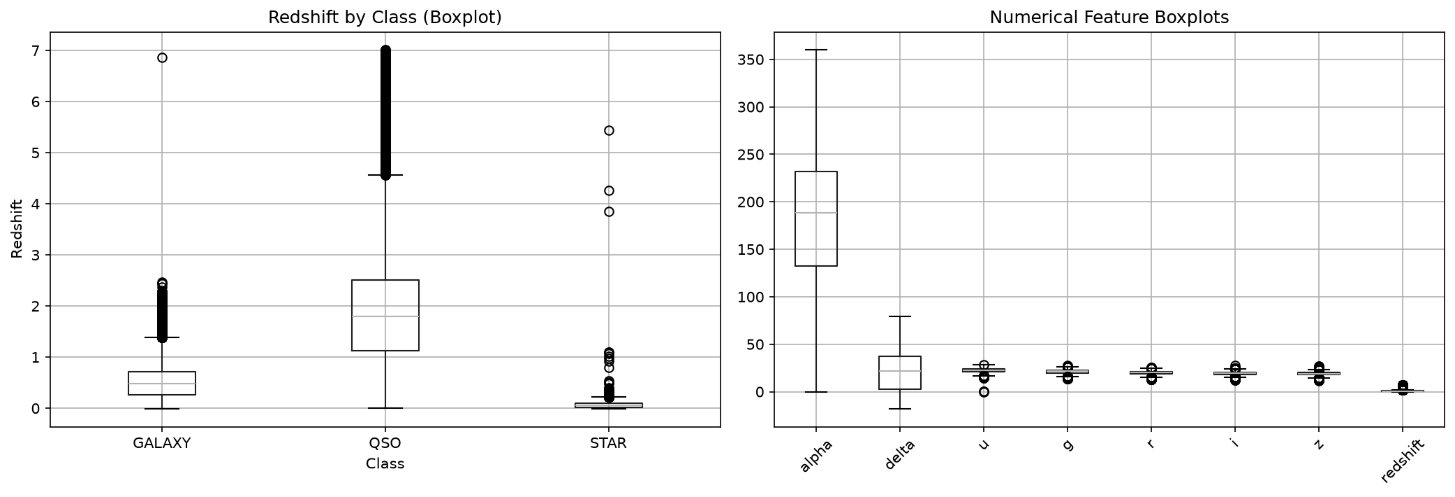 Redshift by Class (Boxplot)
7
6
5
4
3
2
1
0
Redshift
GALAXY
QSO
STAR
Class
Numerical Feature Boxplots
350
300
250
200
150
100
50
0
alpha
delta
u
g
r
i
z
redshift